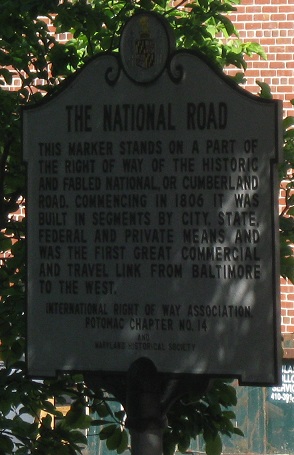 THE NATIONAL ROAD
THIS MARKER STANDS ON A PART OF
THE RIGHT OF WAY OF THE HISTORIC
AND FABLED NATIONAL, OR CUMBERLAND
ROAD. COMMENCING IN 1806 IT WAS
BUILT IN SEGMENTS BY CITY, STATE,
FEDERAL AND PRIVATE MEANS AND
WAS THE FIRST GREAT COMMERCIAL
AND TRAVEL LINK FROM BALTIMORE
TO THE WEST.
INTERNATIONAL RIGHT OF WAY ASSOCIATION
POTOMAC CHAPTER NO. 14
AND
MARYLAND HISTORICAL SOCIETY